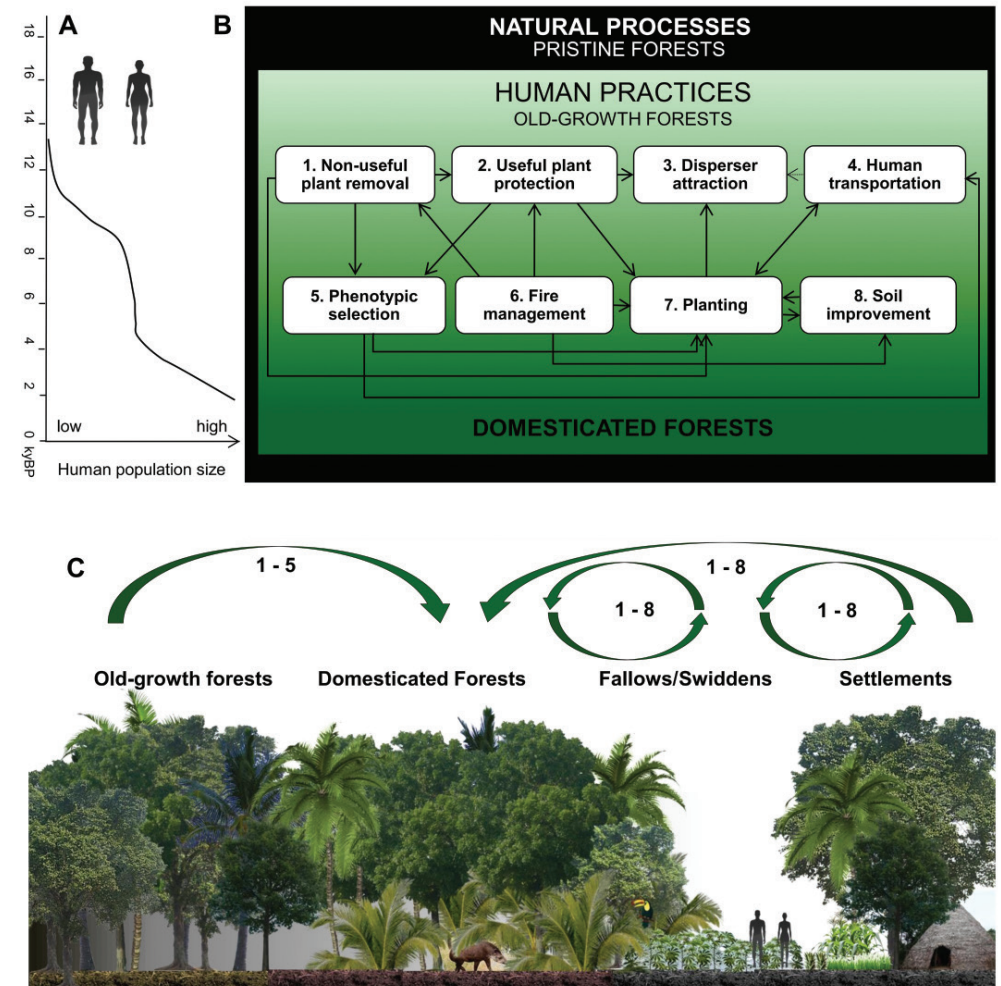 A
18
16
14
12
10
8
6
4
2
0
kyBP
low
high
Human population size
B
NATURAL PROCESSES
PRISTINE FORESTS
HUMAN PRACTICES
OLD-GROWTH FORESTS
1. Non-useful
plant removal
2. Useful plant
protection
3. Disperser
attraction
4. Human
transportation
5. Phenotypic
selection
6. Fire
management
7. Planting
8. Soil
improvement
DOMESTICATED FORESTS
C
1 - 5
1 - 8
1 - 8
1 - 8
Old-growth forests
Domesticated Forests
Fallows/Swiddens
Settlements